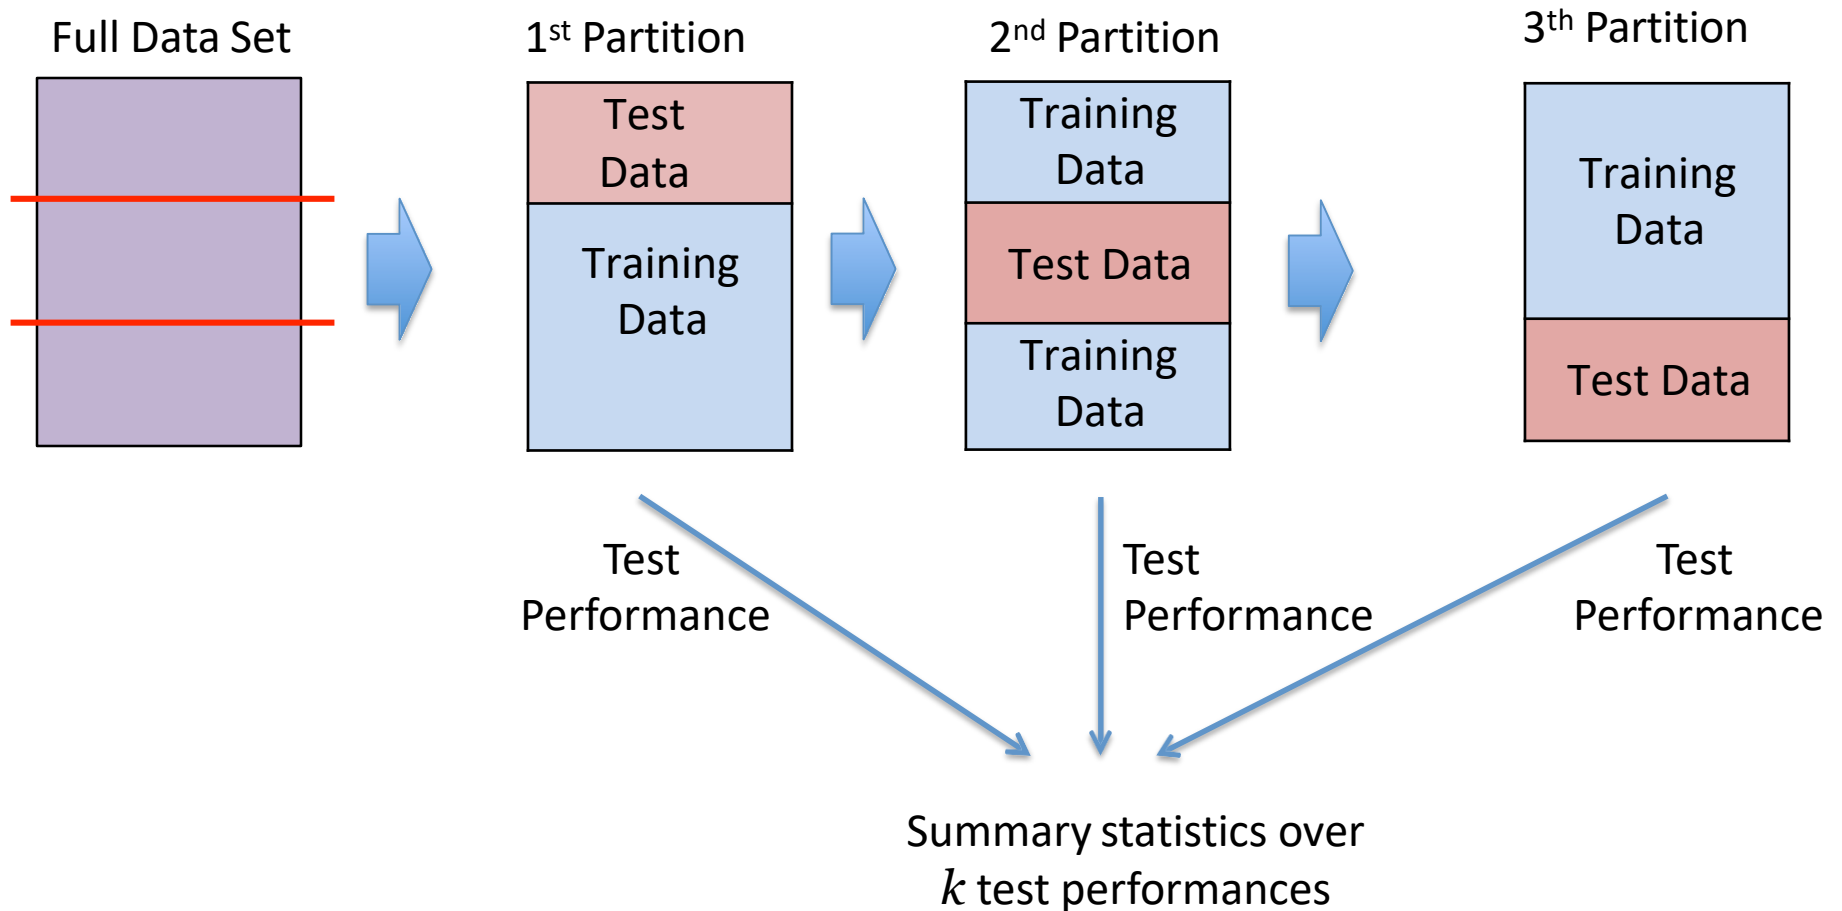 Full Data Set
1st Partition
2nd Partition
3th Partition
Test
Data
Training
Data
Training
Data
Test Data
Training
Data
Training
Data
Test Data
Test
Performance
Test
Performance
Test
Performance
Summary statistics over
k test performances